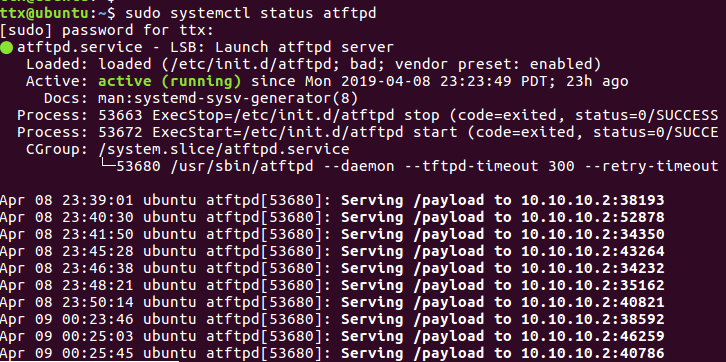 ttx@ubuntu:~$ sudo systemctl status atftpd
[sudo] password for ttx:
● atftpd.service - LSB: Launch atftpd server
Loaded: loaded (/etc/init.d/atftpd; bad; vendor preset: enabled)
Active: active (running) since Mon 2019-04-08 23:23:49 PDT; 23h ago
Docs: man:systemd-sysv-generator(8)
Process: 53663 ExecStop=/etc/init.d/atftpd stop (code=exited, status=0/SUCCESS
Process: 53672 ExecStart=/etc/init.d/atftpd start (code=exited, status=0/SUCCE
CGroup: /system.slice/atftpd.service
└─53680 /usr/sbin/atftpd --daemon --tftpd-timeout 300 --retry-timeout
Apr 08 23:39:01 ubuntu atftpd[53680]: Serving /payload to 10.10.10.2:38193
Apr 08 23:40:30 ubuntu atftpd[53680]: Serving /payload to 10.10.10.2:52878
Apr 08 23:41:50 ubuntu atftpd[53680]: Serving /payload to 10.10.10.2:34350
Apr 08 23:45:28 ubuntu atftpd[53680]: Serving /payload to 10.10.10.2:43264
Apr 08 23:46:38 ubuntu atftpd[53680]: Serving /payload to 10.10.10.2:34232
Apr 08 23:48:21 ubuntu atftpd[53680]: Serving /payload to 10.10.10.2:35162
Apr 08 23:50:14 ubuntu atftpd[53680]: Serving /payload to 10.10.10.2:40821
Apr 09 00:23:46 ubuntu atftpd[53680]: Serving /payload to 10.10.10.2:38592
Apr 09 00:25:03 ubuntu atftpd[53680]: Serving /payload to 10.10.10.2:46259
Apr 09 00:25:45 ubuntu atftpd[53680]: Serving /payload to 10.10.10.2:40786